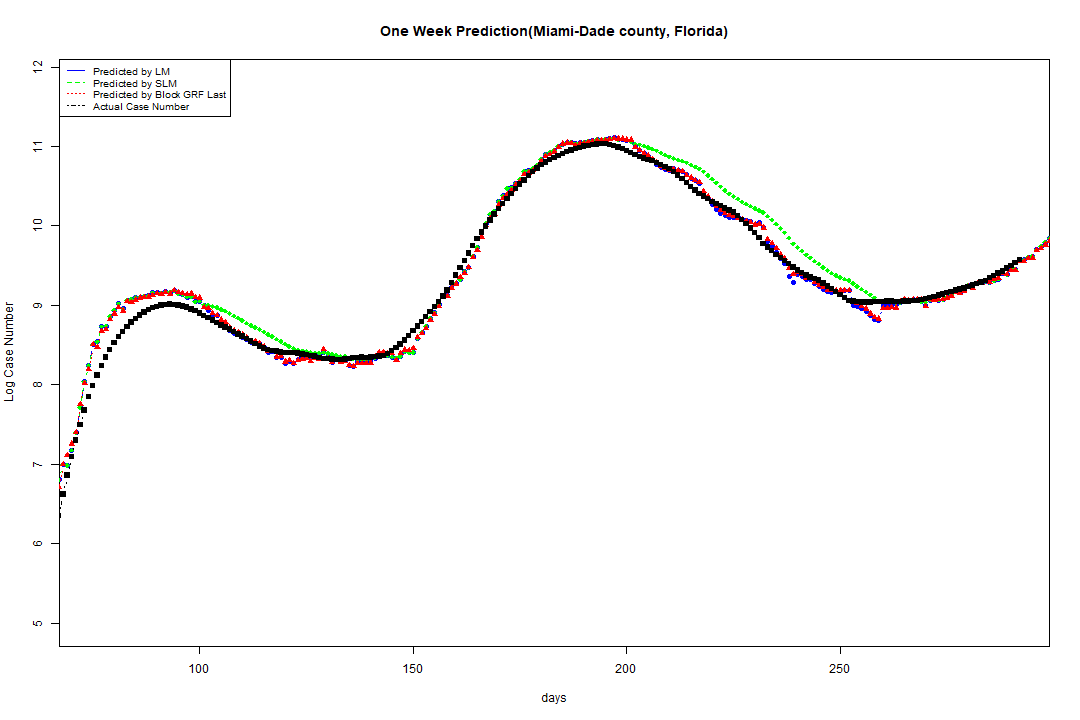 One Week Prediction(Miami-Dade county, Florida)
Predicted by LM
Predicted by SLM
Predicted by Block GRF Last
Actual Case Number
12
11
10
9
8
7
6
5
Log Case Number
100 150 200 250
days